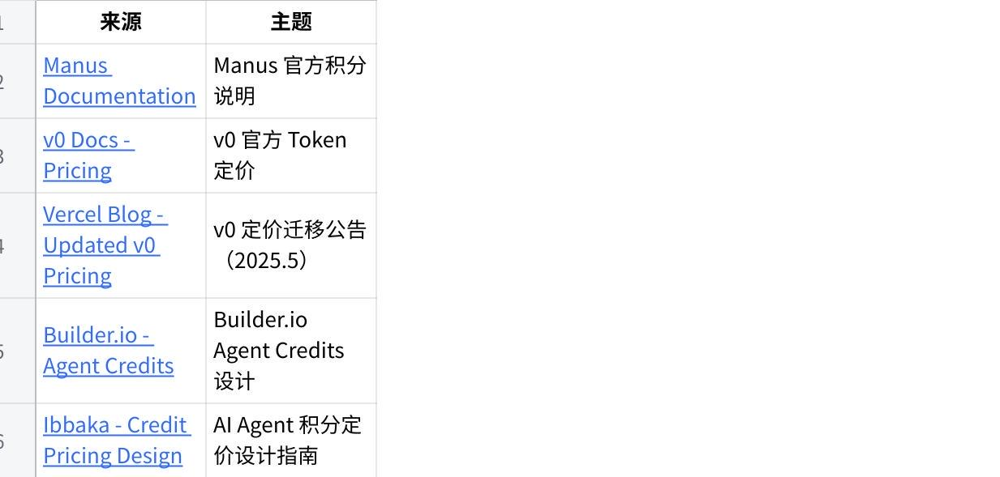 1
来源
主题
2
Manus
Documentation
Manus 官方积分
说明
3
v0 Docs -
Pricing
v0 官方 Token
定价
4
Vercel Blog -
Updated v0
Pricing
v0 定价迁移公告
（2025.5）
5
Builder.io -
Agent Credits
Builder.io
Agent Credits
设计
6
Ibbaka - Credit
Pricing Design
AI Agent 积分定
价设计指南